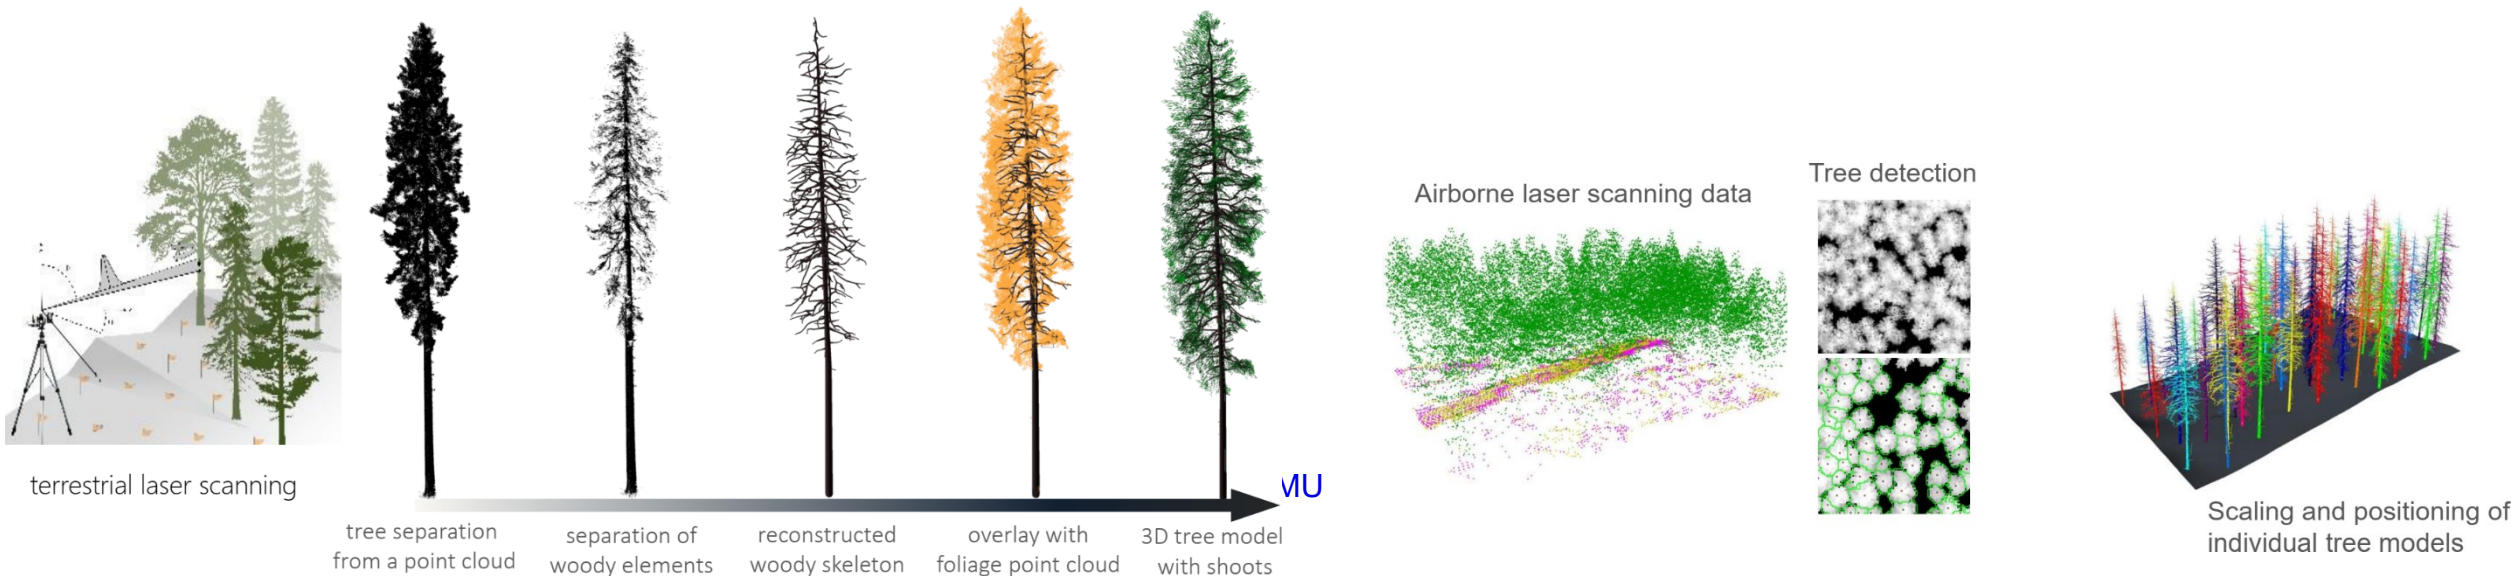 terrestrial laser scanning
tree separation
from a point cloud
separation of
woody elements
reconstructed
woody skeleton
overlay with
foliage point cloud
3D tree model
with shoots
MU
Airborne laser scanning data
Tree detection
Scaling and positioning of
individual tree models